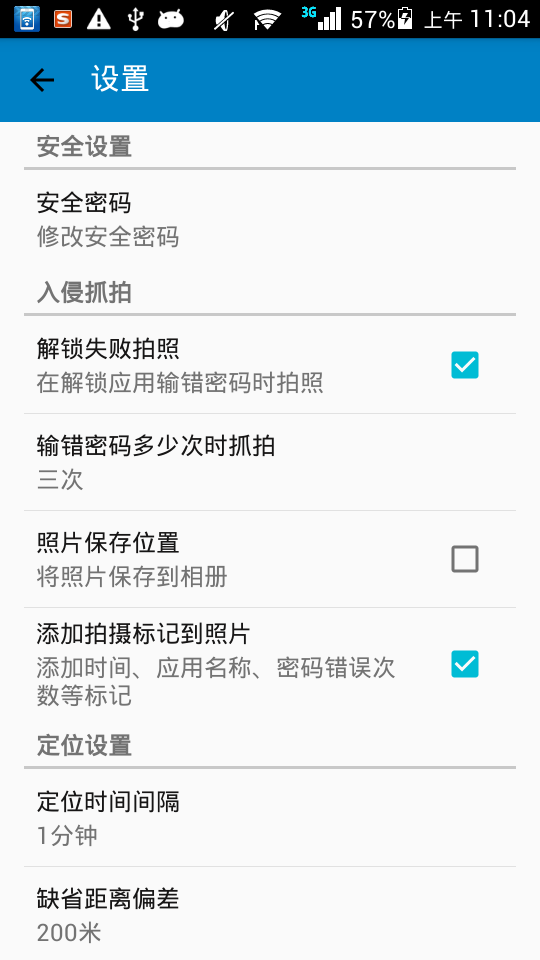 3G 57% 上午 11:04
设置
安全设置
安全密码
修改安全密码
入侵抓拍
解锁失败拍照
在解锁应用输错密码时拍照
输错密码多少次时抓拍
三次
照片保存位置
将照片保存到相册
添加拍摄标记到照片
添加时间、应用名称、密码错误次
数等标记
定位设置
定位时间间隔
1分钟
缺省距离偏差
200米